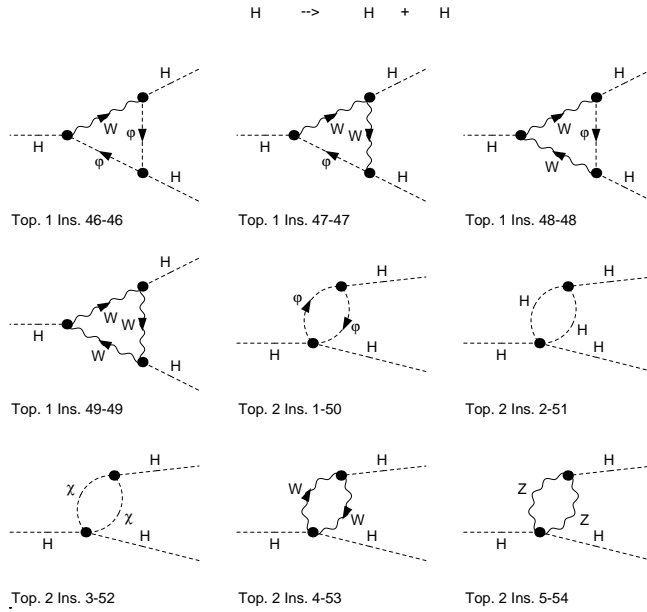 H --> H + H
H
W
φ
H
φ
H
Top. 1 Ins. 46-46
H
W
W
H
φ
H
Top. 1 Ins. 47-47
H
W
φ
H
W
H
Top. 1 Ins. 48-48
H
W
W
H
W
H
Top. 1 Ins. 49-49
H
φ
φ
H
H
Top. 2 Ins. 1-50
H
H
H
H
H
Top. 2 Ins. 2-51
H
χ
χ
H
H
Top. 2 Ins. 3-52
H
W
W
H
H
Top. 2 Ins. 4-53
H
Z
Z
H
H
Top. 2 Ins. 5-54